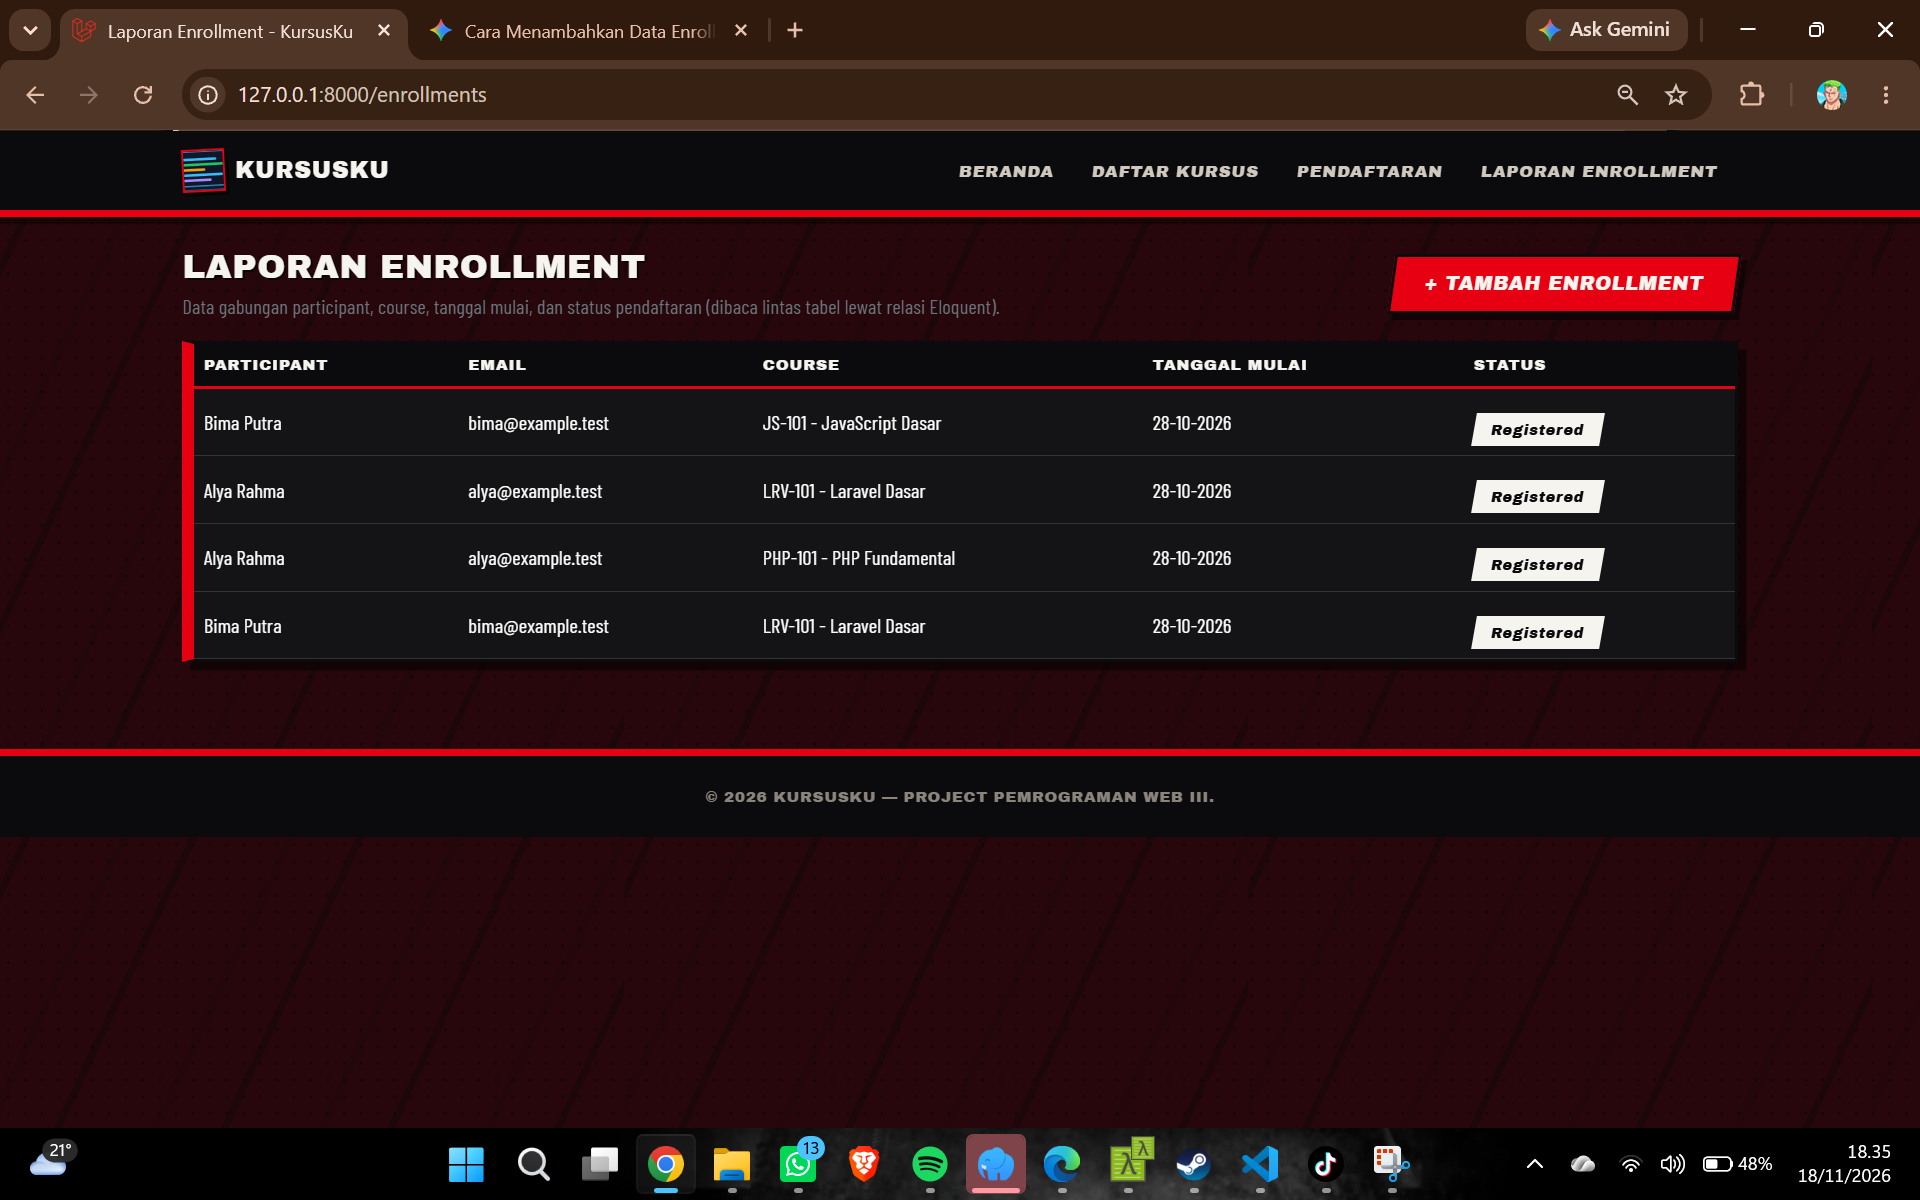 Laporan Enrollment - KursusKu
Cara Menambahkan Data Enrol
Ask Gemini
127.0.0.1:8000/enrollments
KURSUSKU
BERANDA
DAFTAR KURSUS
PENDAFTARAN
LAPORAN ENROLLMENT
LAPORAN ENROLLMENT
+ TAMBAH ENROLLMENT
Data gabungan participant, course, tanggal mulai, dan status pendaftaran (dibaca lintas tabel lewat relasi Eloquent).
PARTICIPANT EMAIL COURSE TANGGAL MULAI STATUS
Bima Putra bima@example.test JS-101 - JavaScript Dasar 28-10-2026 Registered
Alya Rahma alya@example.test LRV-101 - Laravel Dasar 28-10-2026 Registered
Alya Rahma alya@example.test PHP-101 - PHP Fundamental 28-10-2026 Registered
Bima Putra bima@example.test LRV-101 - Laravel Dasar 28-10-2026 Registered
© 2026 KURSUSKU — PROJECT PEMROGRAMAN WEB III.
21°
13
48%
18.35
18/11/2026